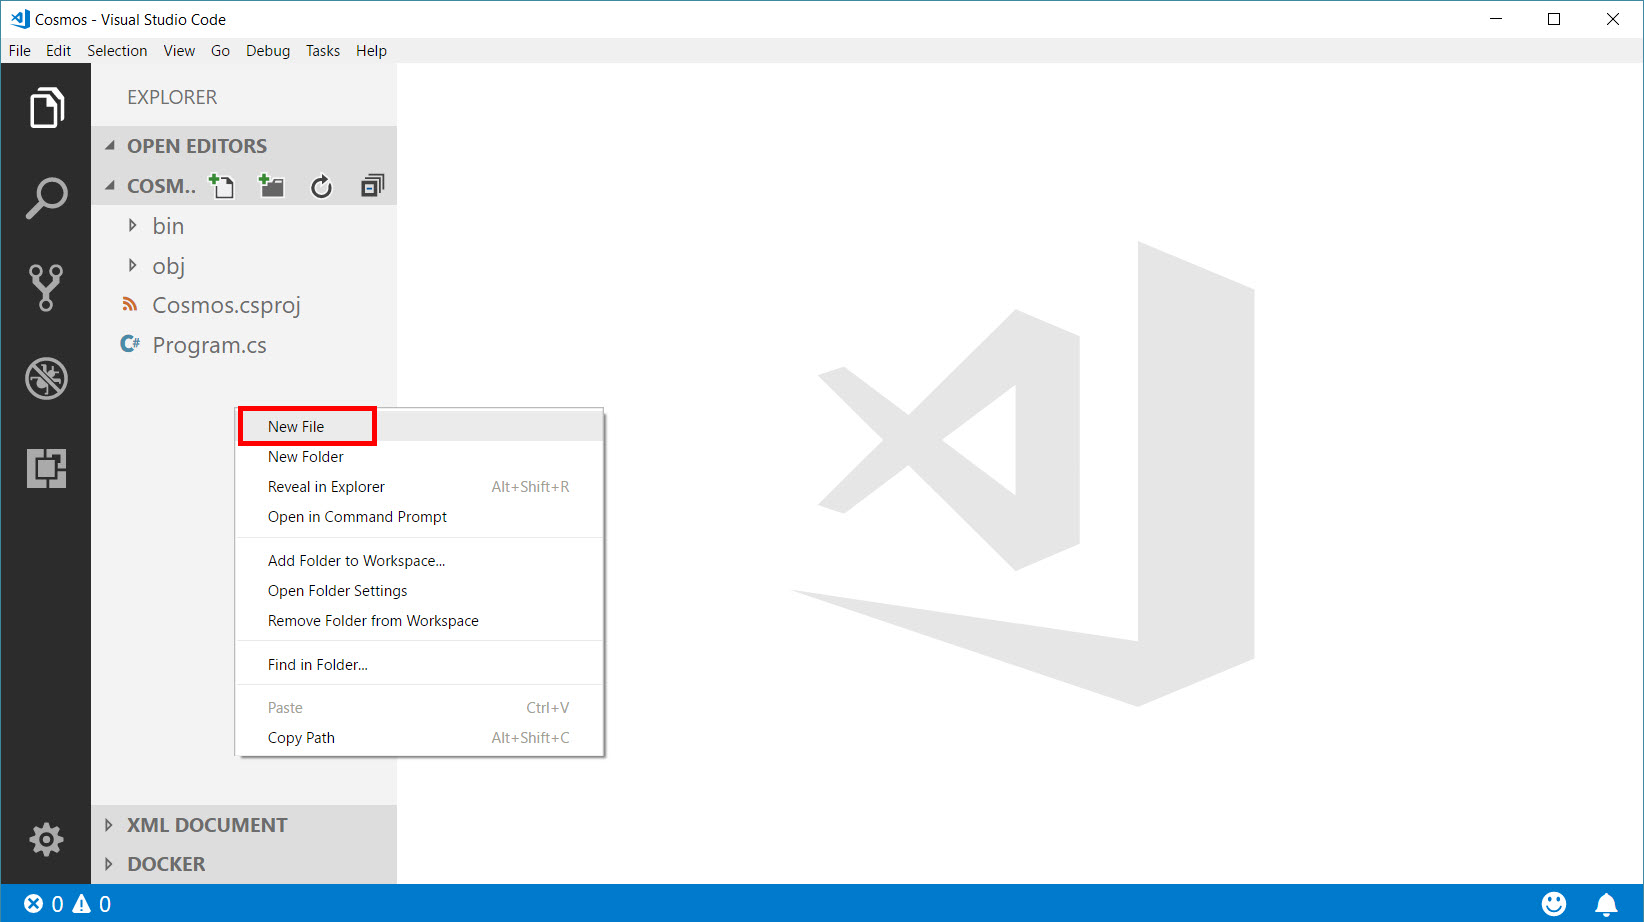 Cosmos - Visual Studio Code
File Edit Selection View Go Debug Tasks Help
EXPLORER
OPEN EDITORS
COSM..
bin
obj
Cosmos.csproj
C# Program.cs
New File
New Folder
Reveal in Explorer Alt+Shift+R
Open in Command Prompt
Add Folder to Workspace...
Open Folder Settings
Remove Folder from Workspace
Find in Folder...
Paste Ctrl+V
Copy Path Alt+Shift+C
XML DOCUMENT
DOCKER
0 0